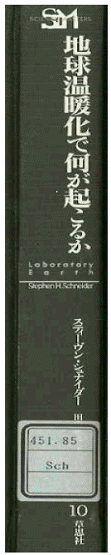 SM
地球温暖化で何が起こるか
Laboratory
Earth
Stephen H. Schneider
スティーヴン・シュナイダー
田
451.85
Sch
10
草思社